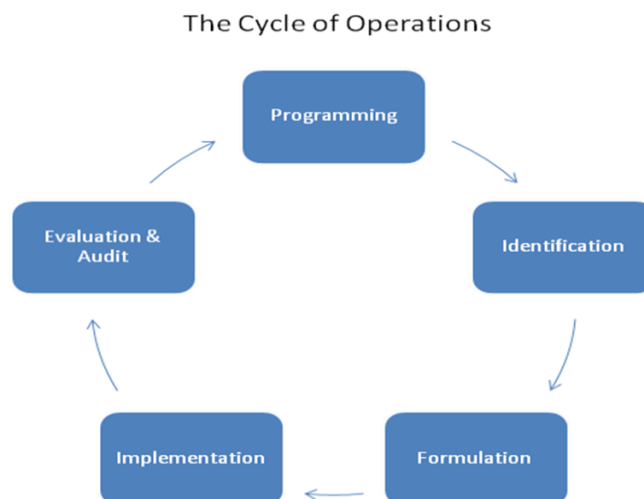 The Cycle of Operations
Programming
Identification
Formulation
Implementation
Evaluation &
Audit